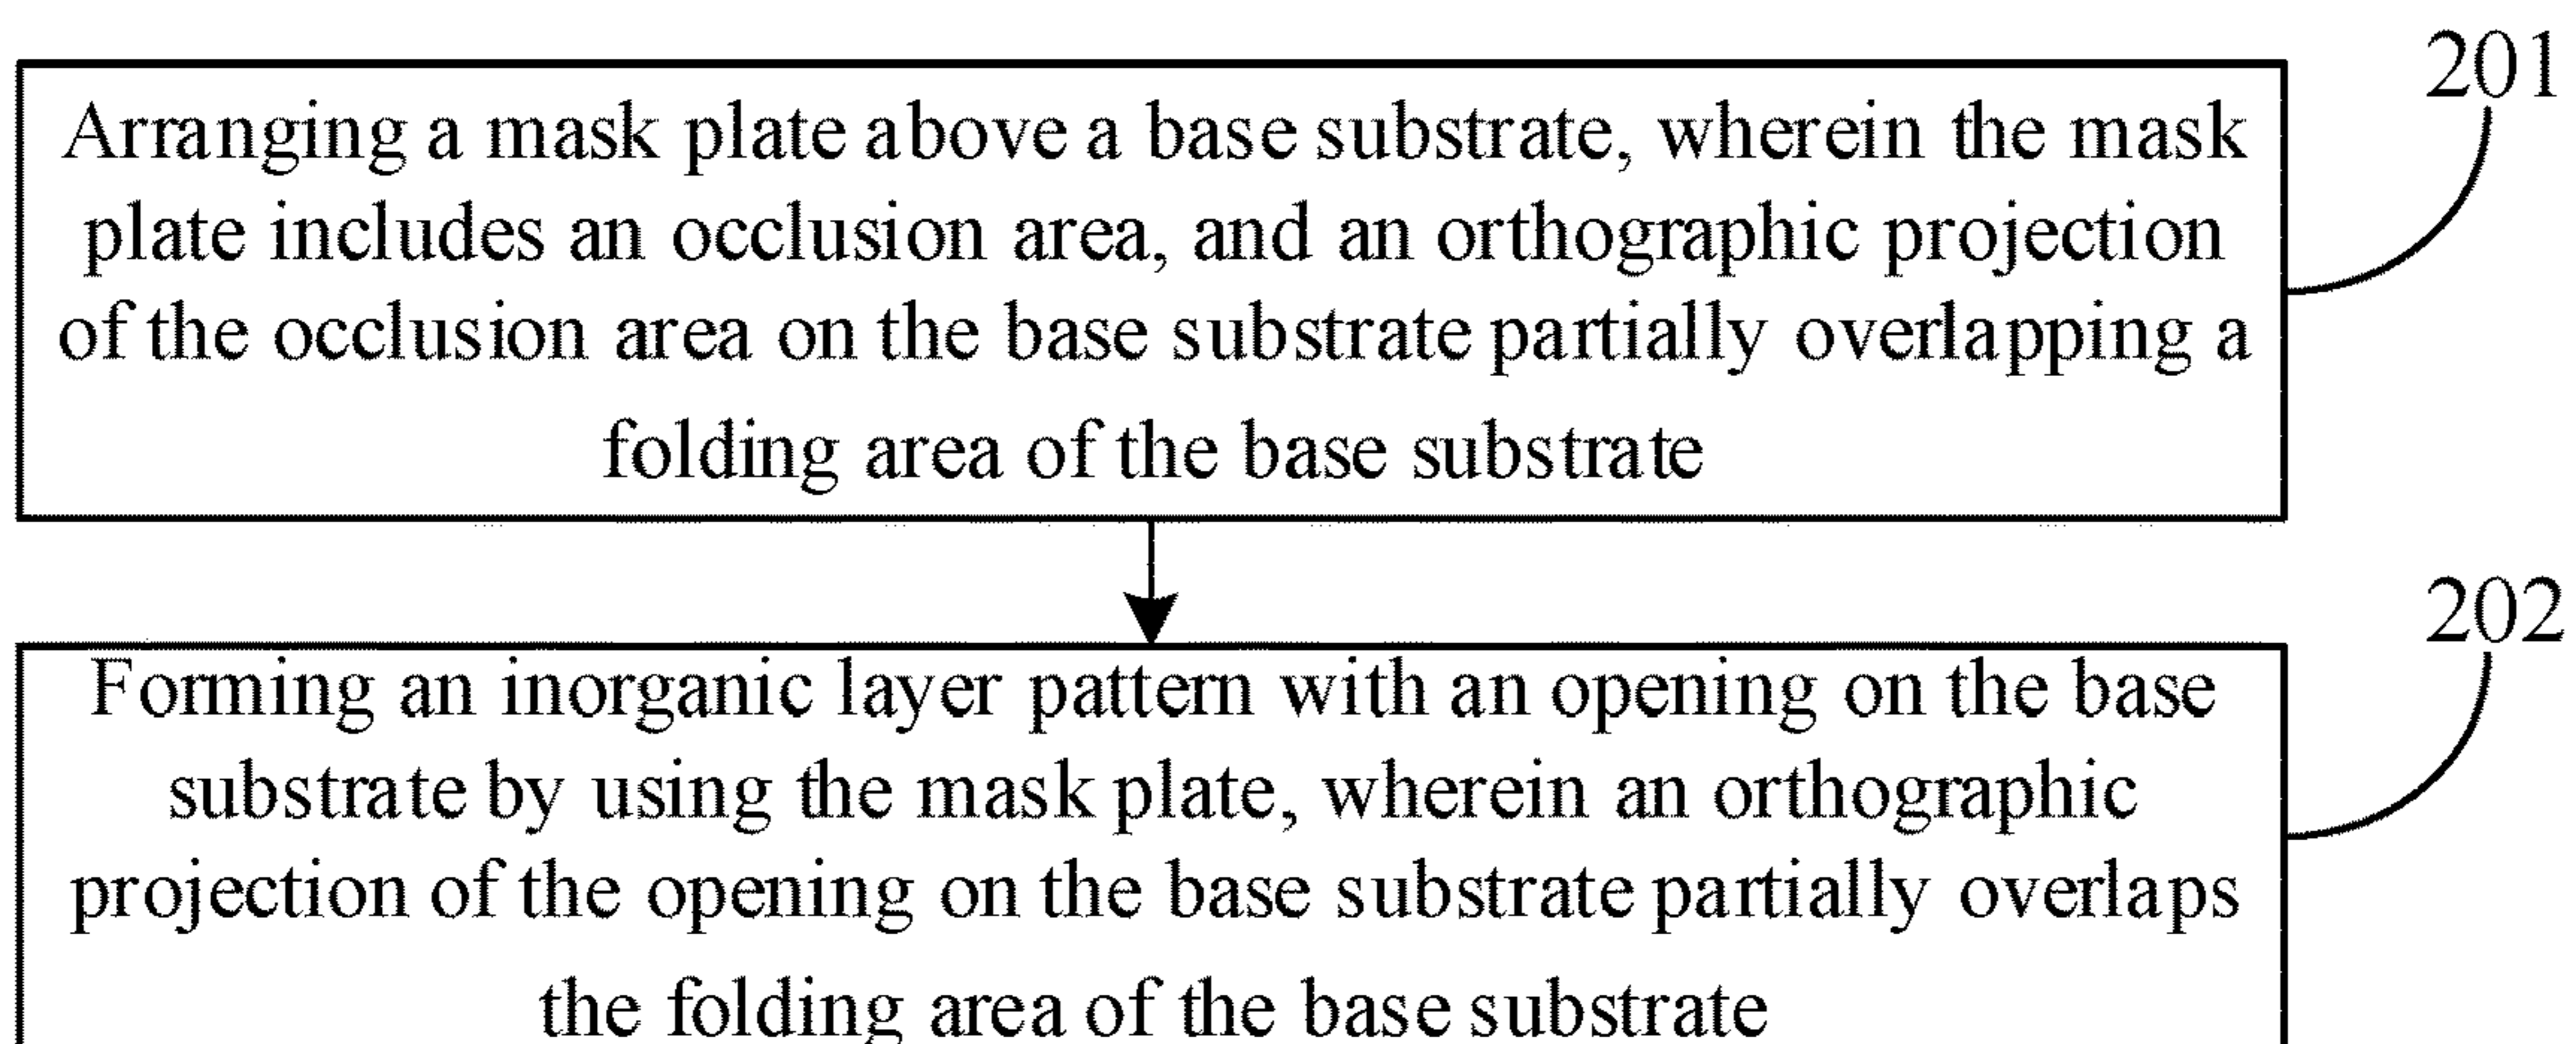 201
Arranging a mask plate above a base substrate, wherein the mask
plate includes an occlusion area, and an orthographic projection
of the occlusion area on the base substrate partially overlapping a
folding area of the base substrate
202
Forming an inorganic layer pattern with an opening on the base
substrate by using the mask plate, wherein an orthographic
projection of the opening on the base substrate partially overlaps
the folding area of the base substrate